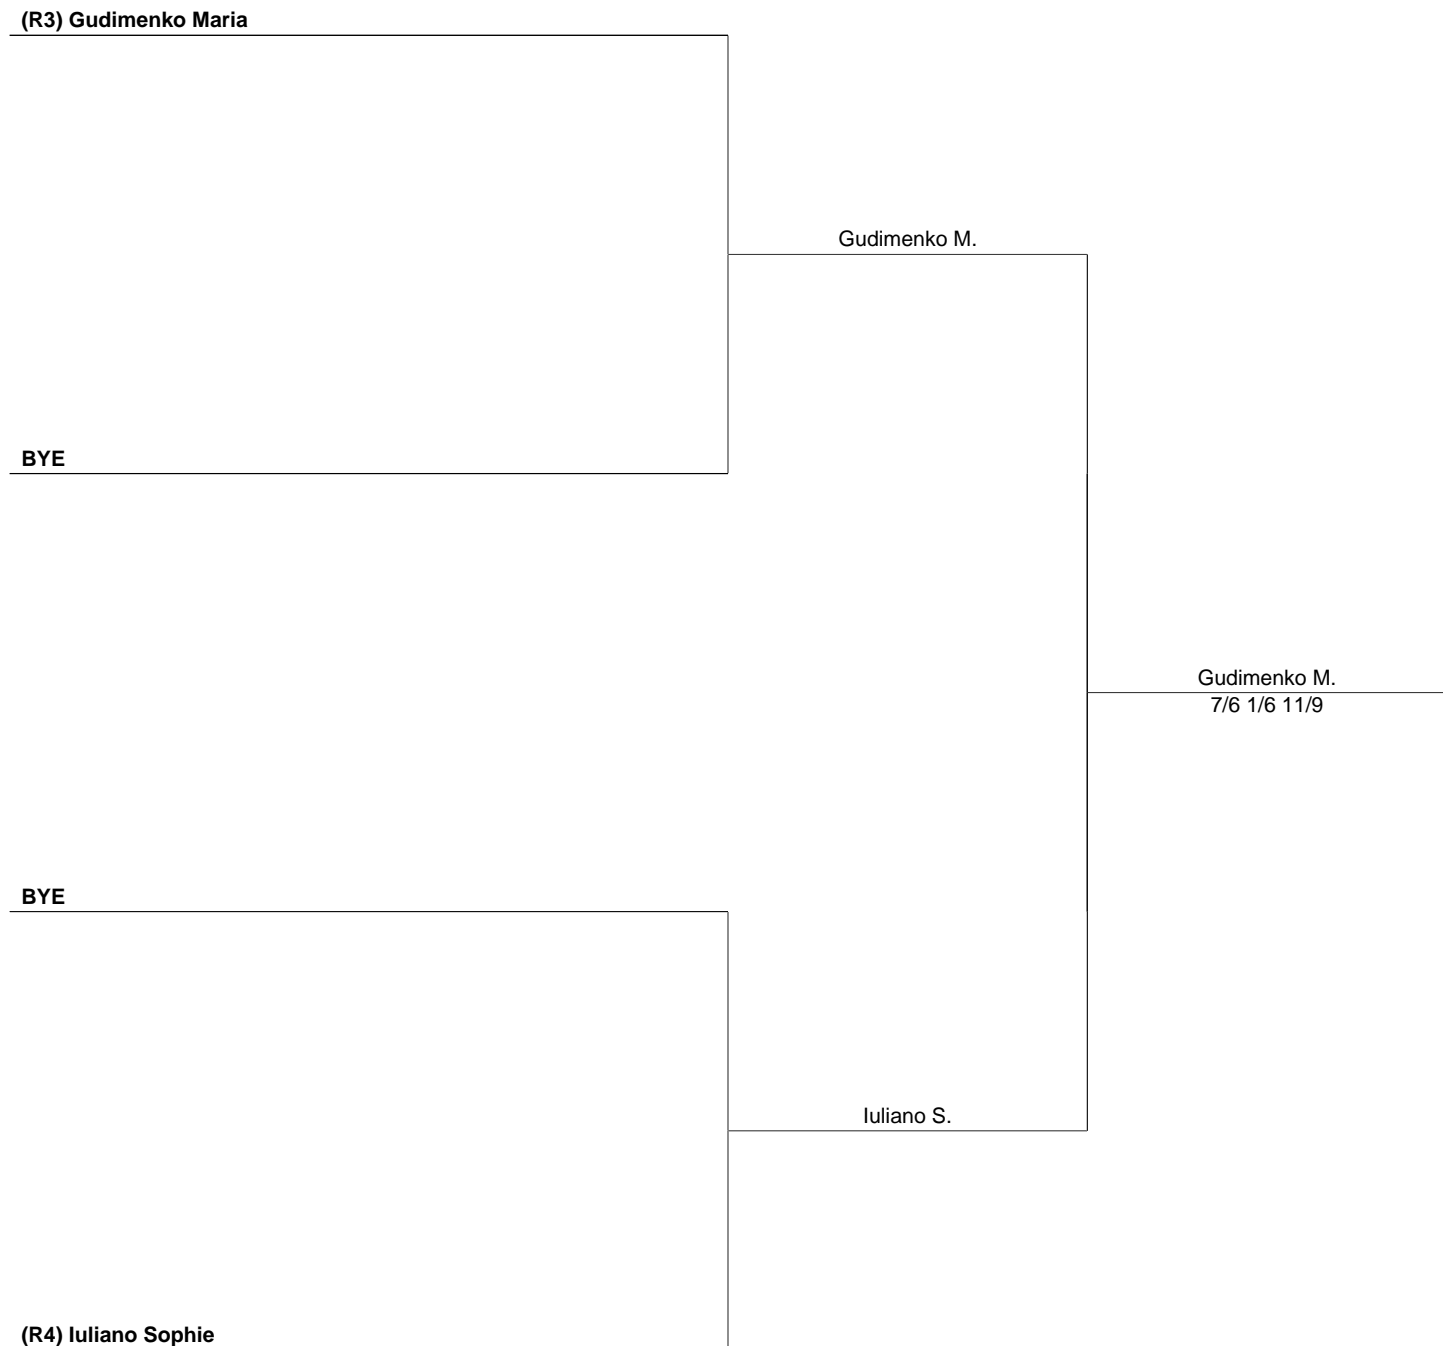 (R3) Gudimenko Maria
Gudimenko M.
BYE
Gudimenko M.
7/6 1/6 11/9
BYE
Iuliano S.
(R4) Iuliano Sophie